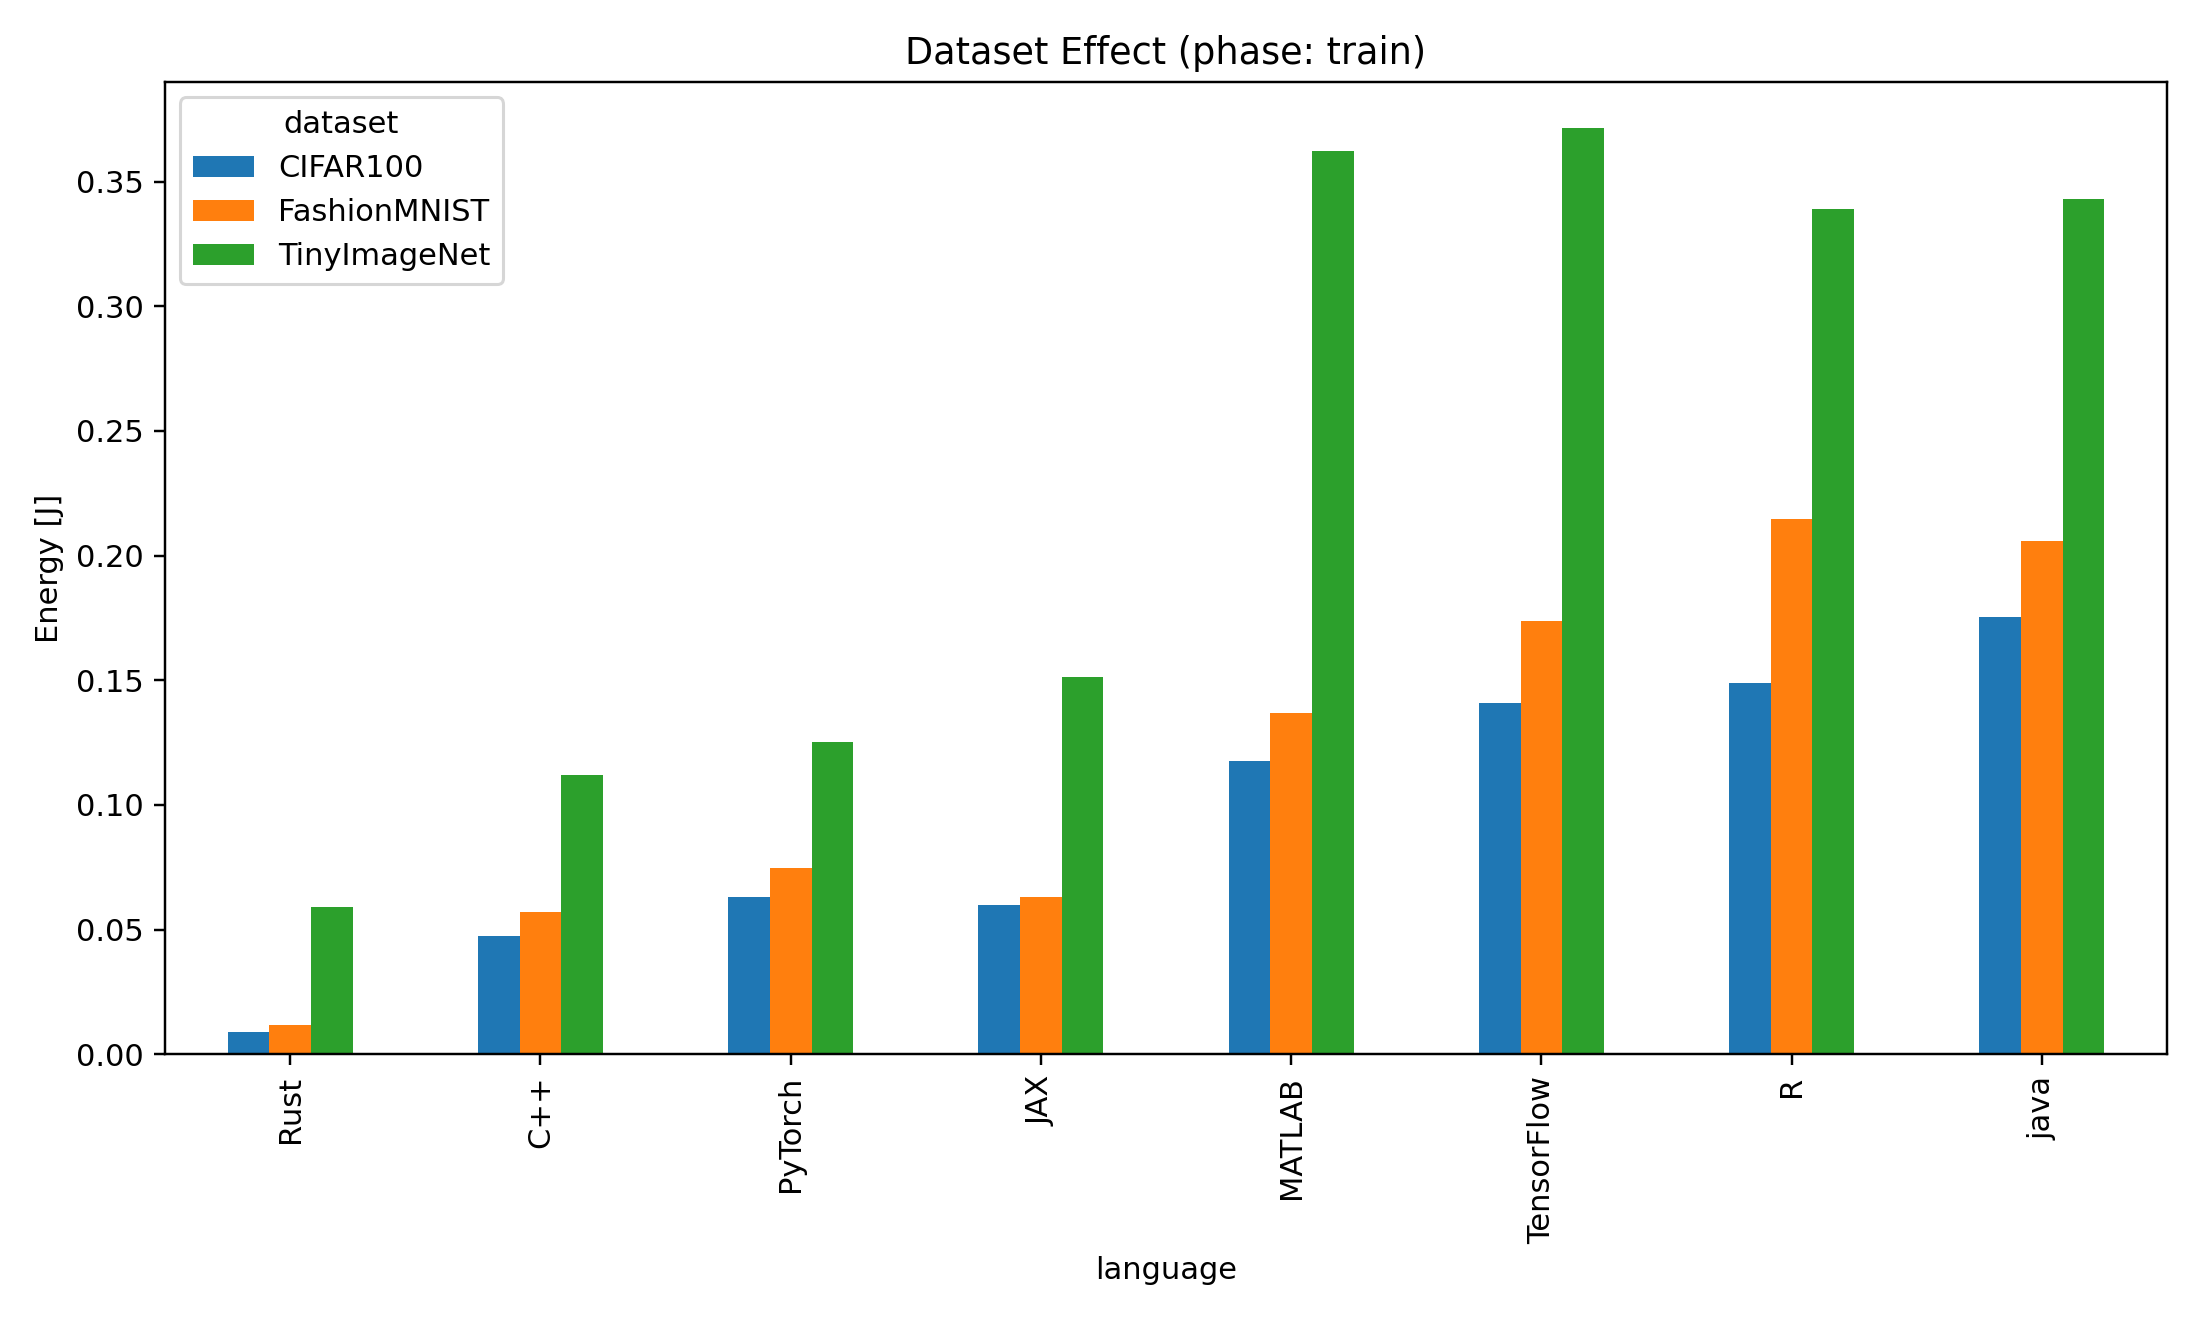 Dataset Effect (phase: train)
dataset
CIFAR100
FashionMNIST
TinyImageNet
Energy [J]
0.35
0.30
0.25
0.20
0.15
0.10
0.05
0.00
Rust
C++
PyTorch
JAX
MATLAB
TensorFlow
R
java
language